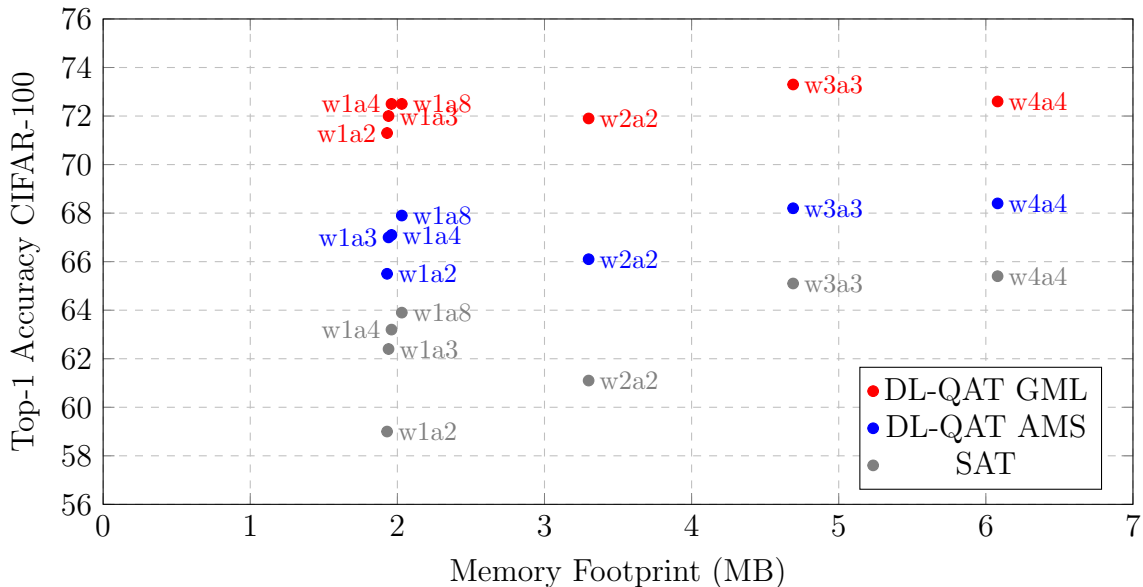 76
74
72
70
68
66
64
62
60
58
56
Top-1 Accuracy CIFAR-100
w3a3
w1a4
w1a8
w4a4
w1a3
w2a2
w1a2
w1a8
w3a3
w4a4
w1a3
w1a4
w2a2
w1a2
w3a3
w4a4
w1a8
w1a4
w1a3
w2a2
w1a2
DL-QAT GML
DL-QAT AMS
SAT
0 1 2 3 4 5 6 7
Memory Footprint (MB)